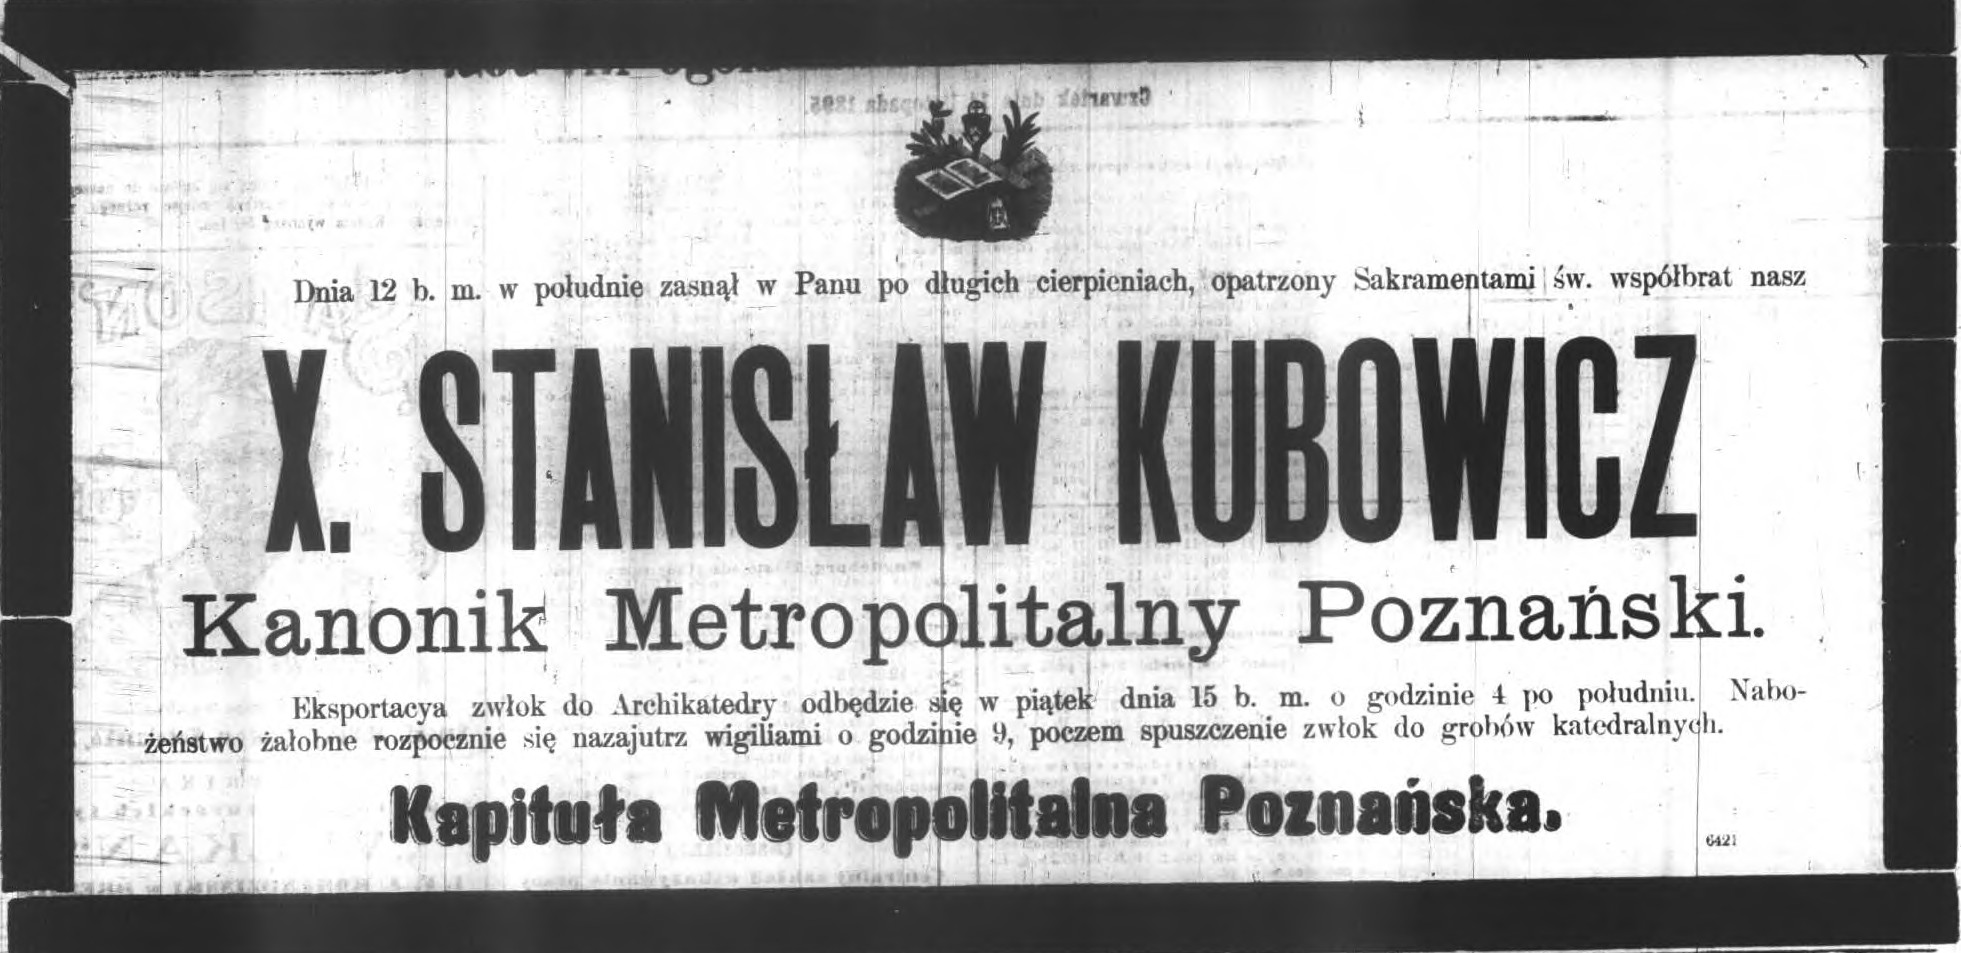 Dnia 12 b. m. w południe zasnął w Panu po długich cierpieniach, opatrzony Sakramentami św. współbrat nasz
X. STANISŁAW KUBOWICZ
Kanonik Metropolitalny Poznański.
Eksportacya zwłok do Archikatedry odbędzie się w piątek dnia 15 b. m. o godzinie 4 po południu. Nabo-
żeństwo żałobne rozpocznie się nazajutrz wigiliami o godzinie 9, poczem spuszczenie zwłok do grobów katedralnych.
Kapituła Metropolitalna Poznańska.
6421